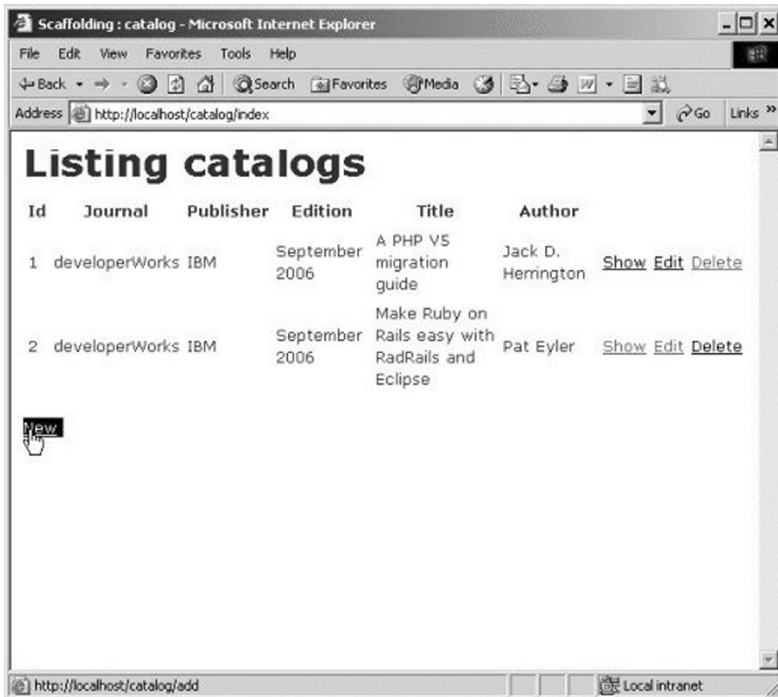 Scaffolding : catalog - Microsoft Internet Explorer
File Edit View Favorites Tools Help
Back Search Favorites Media
Address http://localhost/catalog/index Go Links »
Listing catalogs
Id Journal Publisher Edition Title Author
1 developerWorks IBM September 2006 A PHP V5 migration guide Jack D. Herrington Show Edit Delete
2 developerWorks IBM September 2006 Make Ruby on Rails easy with RadRails and Eclipse Pat Eyler Show Edit Delete
New
http://localhost/catalog/add Local intranet